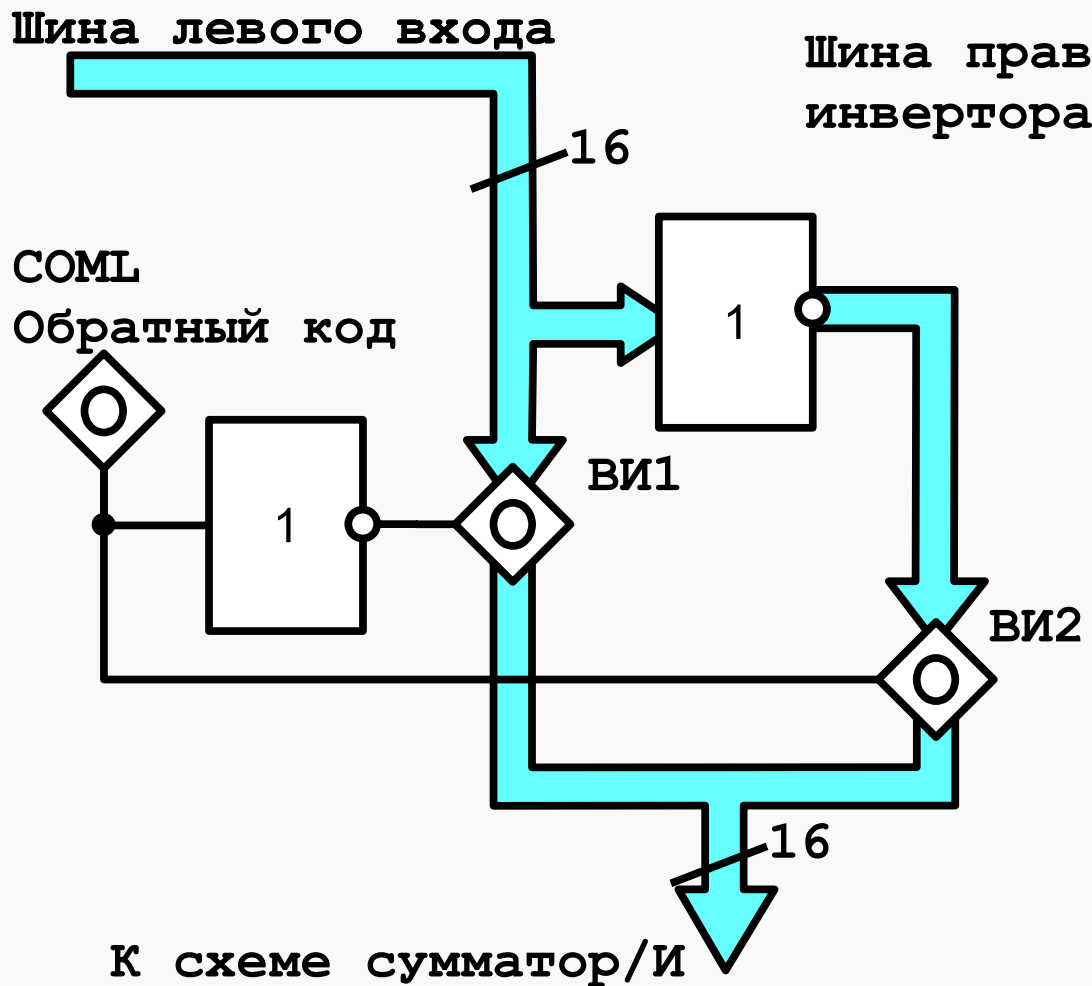 Шина левого входа
Шина прав
инвертора
16
COML
Обратный код
1
1
ВИ1
ВИ2
16
К схеме сумматор/И